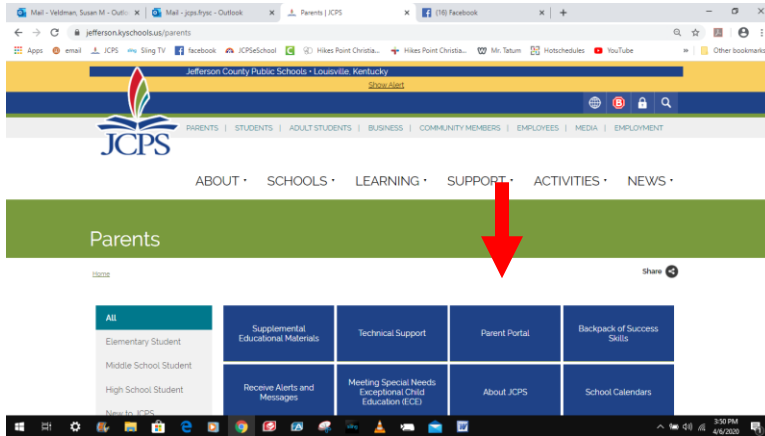 Mail - Veldman, Susan M - Outlo
Mail - jcps.frysc - Outlook
Parents | JCPS
(16) Facebook
jefferson.kyschools.us/parents
Apps
email
JCPS
Sling TV
facebook
JCPSeSchool
Hikes Point Christia...
Hikes Point Christia...
Mr. Tatum
Hotschedules
YouTube
Other bookmarks
Jefferson County Public Schools • Louisville, Kentucky
Show Alert
JCPS
PARENTS | STUDENTS | ADULT STUDENTS | BUSINESS | COMMUNITY MEMBERS | EMPLOYEES | MEDIA | EMPLOYMENT
ABOUT SCHOOLS LEARNING SUPPORT ACTIVITIES NEWS
Parents
Home
Share
All
Elementary Student
Middle School Student
High School Student
New to JCPS
Supplemental
Educational Materials
Technical Support
Parent Portal
Backpack of Success
Skills
Receive Alerts and
Messages
Meeting Special Needs
Exceptional Child
Education (ECE)
About JCPS
School Calendars
3:50 PM
4/6/2020